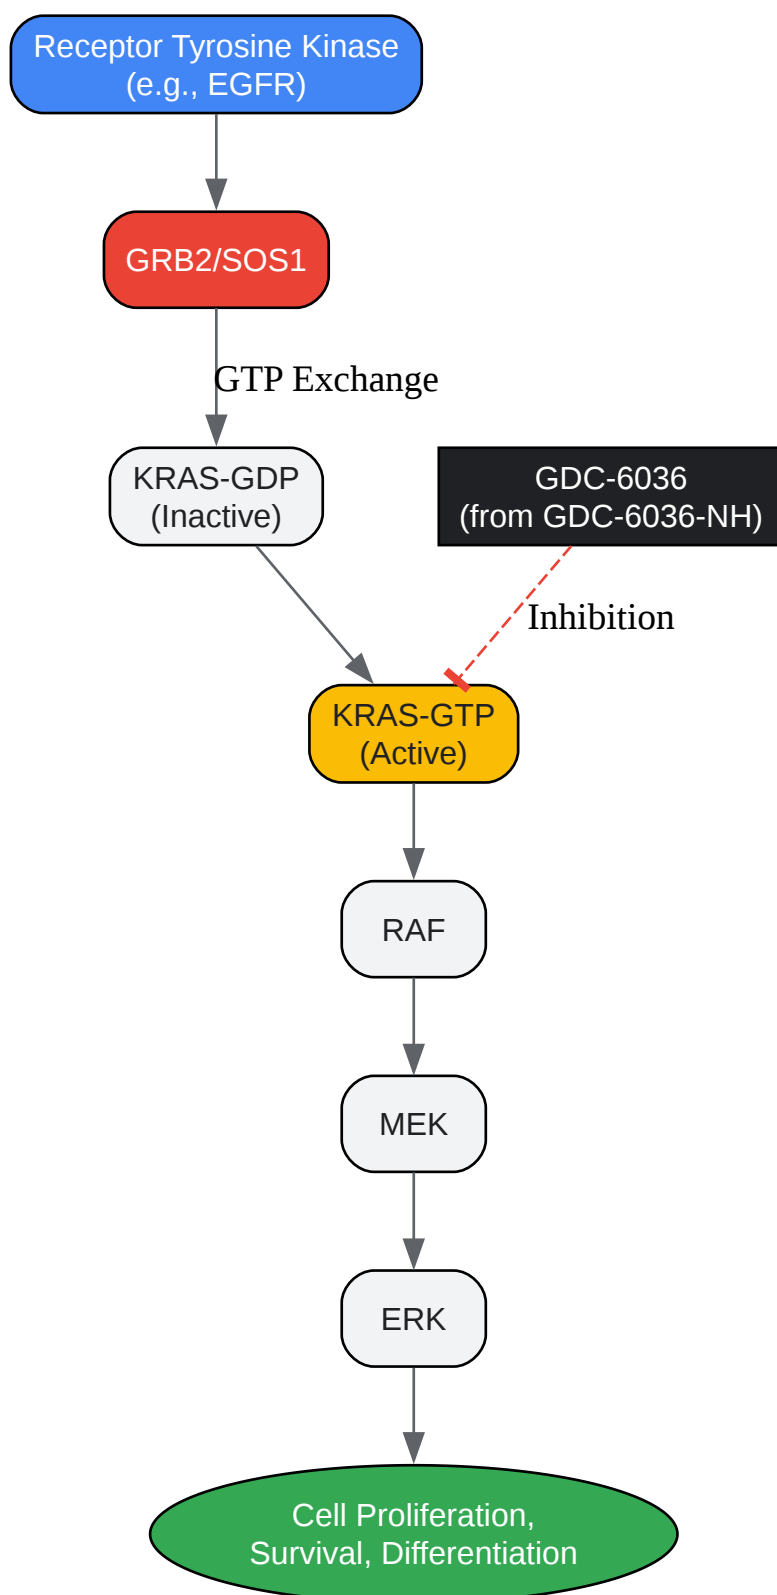 Receptor Tyrosine Kinase
(e.g., EGFR)
GRB2/SOS1
GTP Exchange
KRAS-GDP
(Inactive)
GDC-6036
(from GDC-6036-NH)
Inhibition
KRAS-GTP
(Active)
RAF
MEK
ERK
Cell Proliferation,
Survival, Differentiation